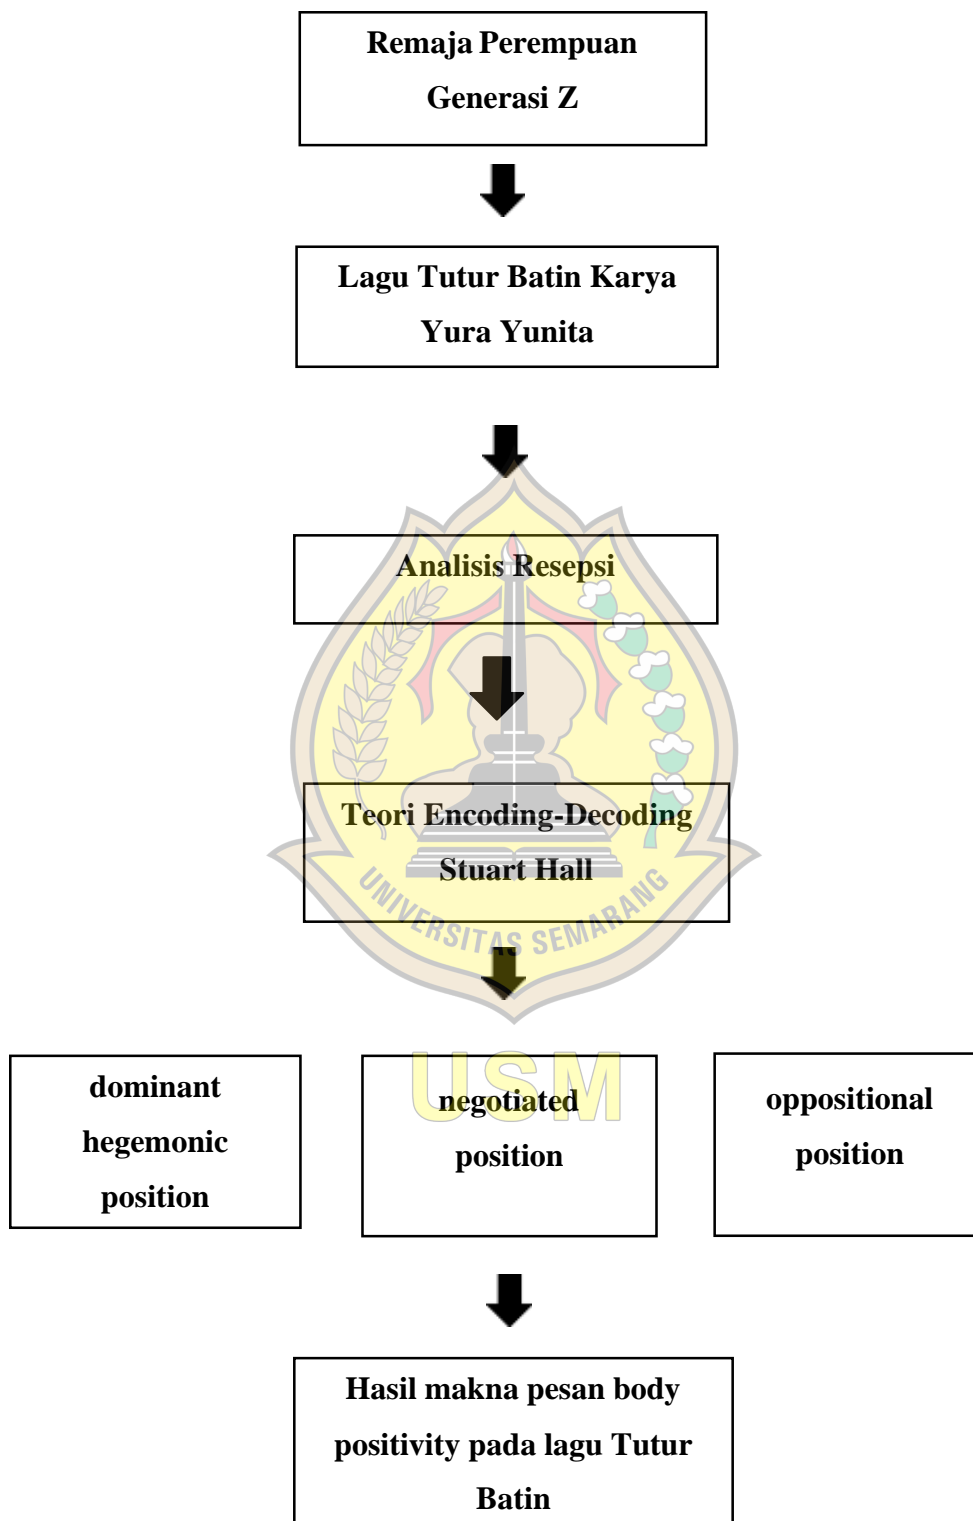 Remaja Perempuan
Generasi Z
Lagu Tutur Batin Karya
Yura Yunita
Analisis Resepsi
Teori Encoding-Decoding
Stuart Hall
UNIVERSITAS SEMARANG
USM
dominant
hegemonic
position
negotiated
position
oppositional
position
Hasil makna pesan body
positivity pada lagu Tutur
Batin